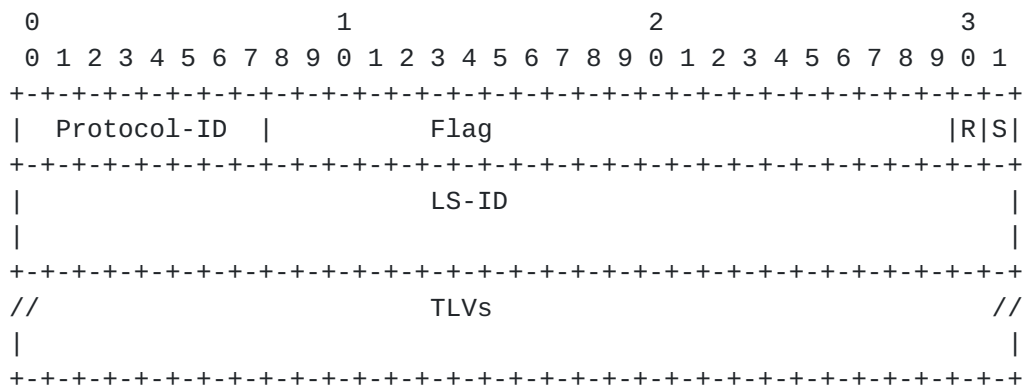 0                   1                   2                   3
 0 1 2 3 4 5 6 7 8 9 0 1 2 3 4 5 6 7 8 9 0 1 2 3 4 5 6 7 8 9 0 1
+-+-+-+-+-+-+-+-+-+-+-+-+-+-+-+-+-+-+-+-+-+-+-+-+-+-+-+-+-+-+-+-+
|  Protocol-ID  |          Flag                             |R|S|
+-+-+-+-+-+-+-+-+-+-+-+-+-+-+-+-+-+-+-+-+-+-+-+-+-+-+-+-+-+-+-+-+
|                          LS-ID                                |
|                                                               |
+-+-+-+-+-+-+-+-+-+-+-+-+-+-+-+-+-+-+-+-+-+-+-+-+-+-+-+-+-+-+-+-+
//                         TLVs                                //
|                                                               |
+-+-+-+-+-+-+-+-+-+-+-+-+-+-+-+-+-+-+-+-+-+-+-+-+-+-+-+-+-+-+-+-+